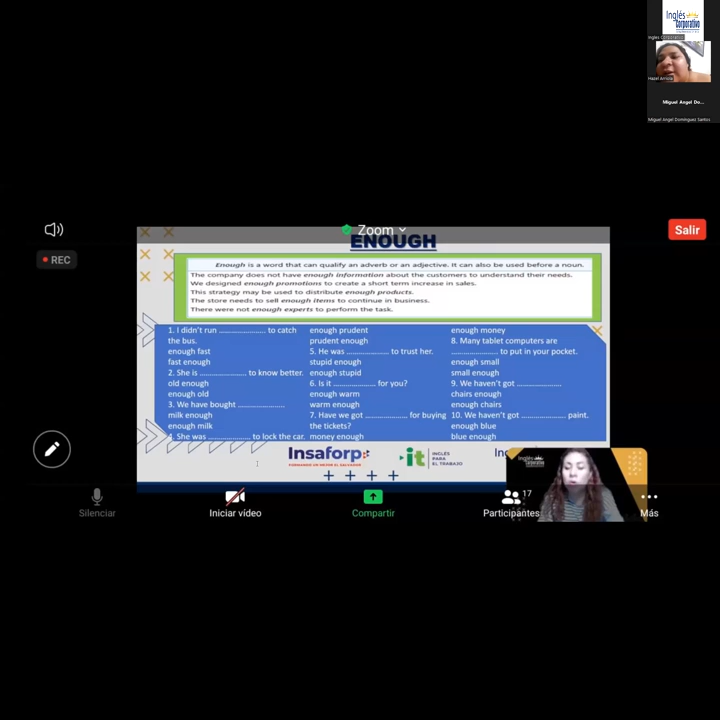 Inglés
Corporativo
Ingles Corporativo
Hazel Arriola
Miguel Angel Do...
Miguel Angel Dominguez Santos
Zoom
Salir
REC
ENOUGH
Enough is a word that can qualify an adverb or an adjective. It can also be used before a noun.
The company does not have enough information about the customers to understand their needs.
We designed enough promotions to create a short term increase in sales.
This strategy may be used to distribute enough products.
The store needs to sell enough items to continue in business.
There were not enough experts to perform the task.
1. I didn't run ........................ to catch
the bus.
enough fast
fast enough
2. She is ...................... to know better.
old enough
enough old
3. We have bought ......................
milk enough
enough milk
4. She was ..................... to lock the car.
enough prudent
prudent enough
5. He was ..................... to trust her.
stupid enough
enough stupid
6. Is it ..................... for you?
enough warm
warm enough
7. Have we got ..................... for buying
the tickets?
money enough
enough money
8. Many tablet computers are
....................... to put in your pocket.
enough small
small enough
9. We haven't got ......................
chairs enough
enough chairs
10. We haven't got ...................... paint.
enough blue
blue enough
Insaforp
FORMANDO UN MEJOR EL SALVADOR
it
INGLÉS
PARA
EL TRABAJO
Silenciar
Iniciar vídeo
Compartir
17
Participantes
Más